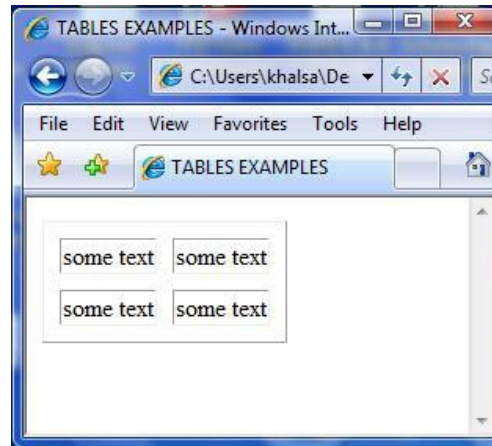 TABLES EXAMPLES - Windows Int...
C:\Users\khalsa\De
File Edit View Favorites Tools Help
TABLES EXAMPLES
some text some text
some text some text